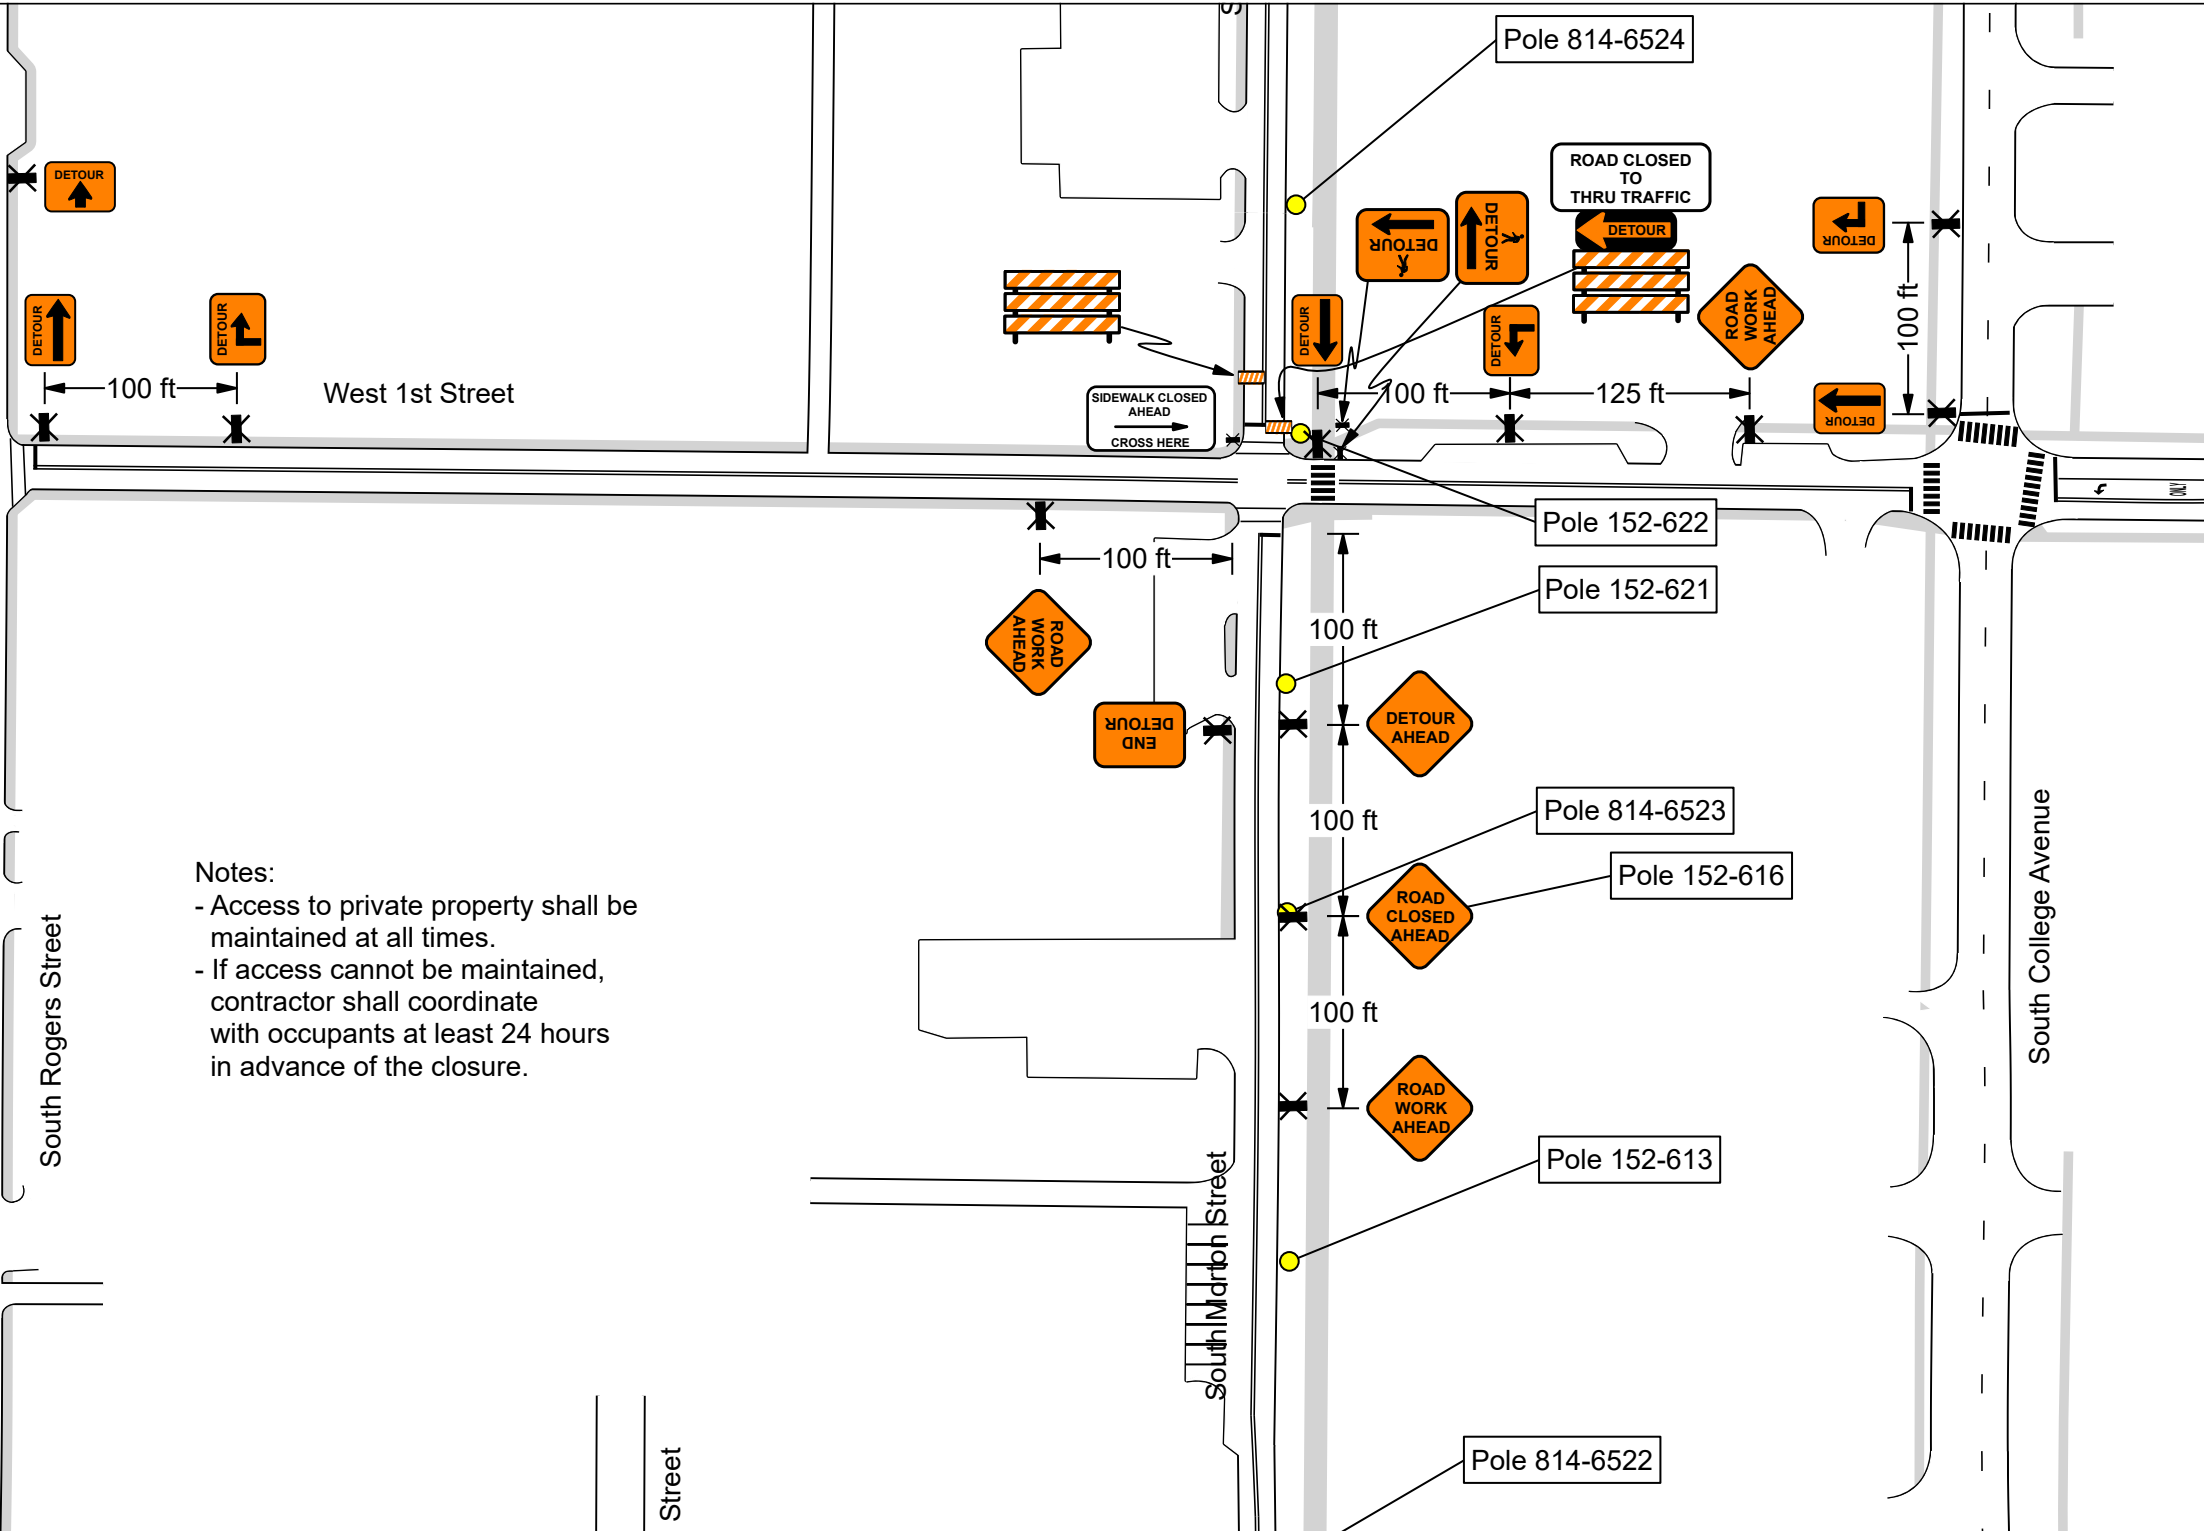 S
Pole 814-6524
ROAD CLOSED
TO
THRU TRAFFIC
DETOUR
DETOUR
DETOUR
DETOUR
DETOUR
ROAD
WORK
AHEAD
100 ft
DETOUR
DETOUR
100 ft
West 1st Street
SIDEWALK CLOSED
AHEAD
CROSS HERE
DETOUR
DETOUR
100 ft
125 ft
DETOUR
ONLY
Pole 152-622
100 ft
Pole 152-621
100 ft
ROAD
WORK
AHEAD
END
DETOUR
DETOUR
AHEAD
100 ft
Pole 814-6523
Pole 152-616
ROAD
CLOSED
AHEAD
100 ft
ROAD
WORK
AHEAD
Notes:
- Access to private property shall be
maintained at all times.
- If access cannot be maintained,
contractor shall coordinate
with occupants at least 24 hours
in advance of the closure.
South Rogers Street
South College Avenue
South Morton Street
Pole 152-613
Pole 814-6522
Street